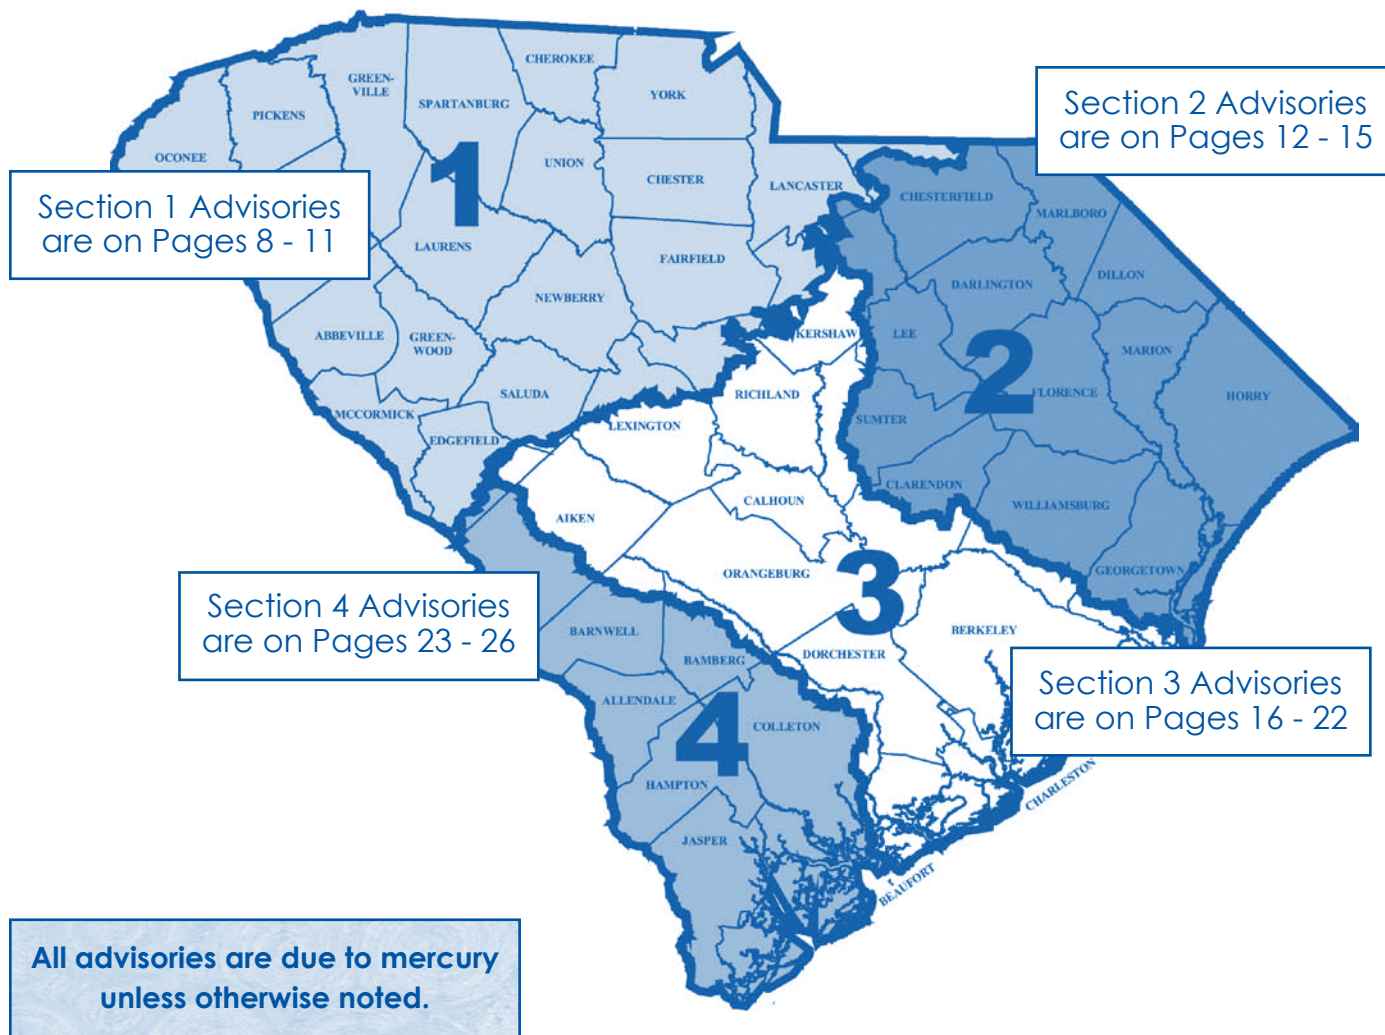 CHEROKEE
GREEN-
VILLE
SPARTANBURG
YORK
PICKENS
OCONEE
UNION
CHESTER
LANCASTER
1
Section 1 Advisories
are on Pages 8 - 11
LAURENS
FAIRFIELD
NEWBERRY
ABBEVILLE
GREEN-
WOOD
SALUDA
MCCORMICK
EDGEFIELD
Section 2 Advisories
are on Pages 12 - 15
CHESTERFIELD
MARLBORO
DILLON
DARLINGTON
LEE
2
MARION
FLORENCE
HORRY
SUMTER
CLARENDON
WILLIAMSBURG
GEORGETOWN
KERSHAW
RICHLAND
LEXINGTON
CALHOUN
AIKEN
ORANGEBURG
3
BERKELEY
DORCHESTER
Section 3 Advisories
are on Pages 16 - 22
CHARLESTON
Section 4 Advisories
are on Pages 23 - 26
BARNWELL
BAMBERG
ALLENDALE
4
COLLETON
HAMPTON
JASPER
BEAUFORT
All advisories are due to mercury
unless otherwise noted.